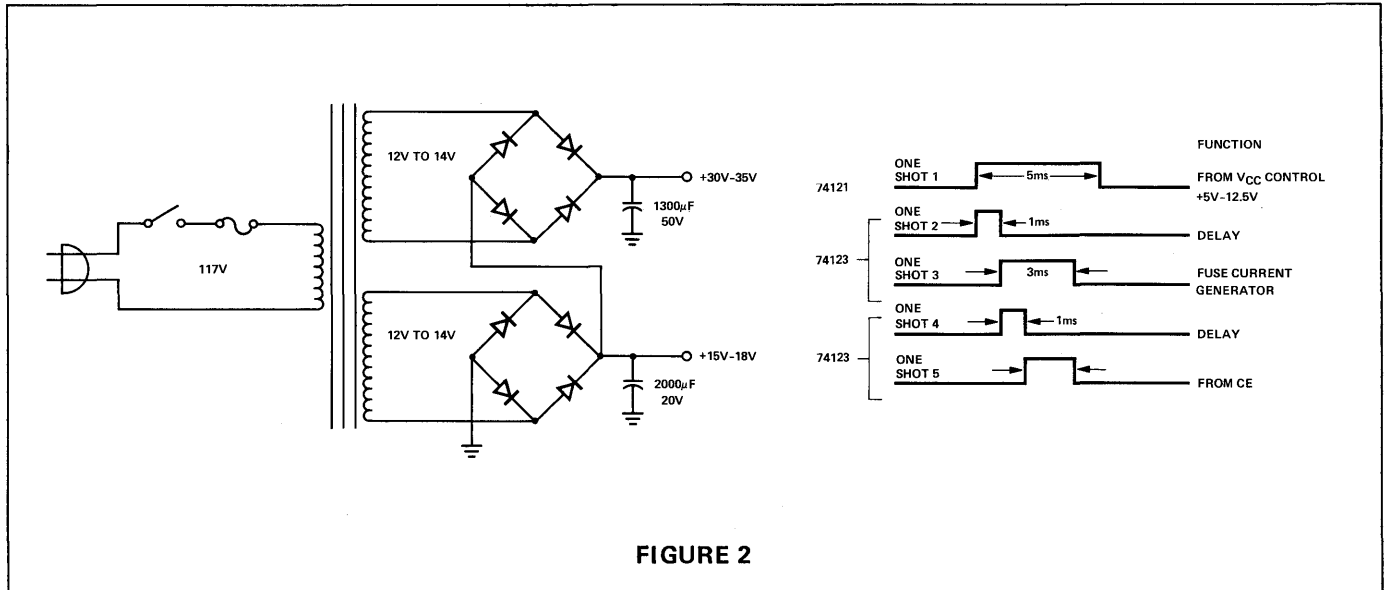 12V TO 14V
+30V–35V
1300µF
50V
117V
12V TO 14V
+15V–18V
2000µF
20V
FUNCTION
74121
ONE
SHOT 1
5ms
FROM VCC CONTROL
+5V–12.5V
74123
ONE
SHOT 2
1ms
DELAY
ONE
SHOT 3
3ms
FUSE CURRENT
GENERATOR
74123
ONE
SHOT 4
1ms
DELAY
ONE
SHOT 5
FROM CE
FIGURE 2